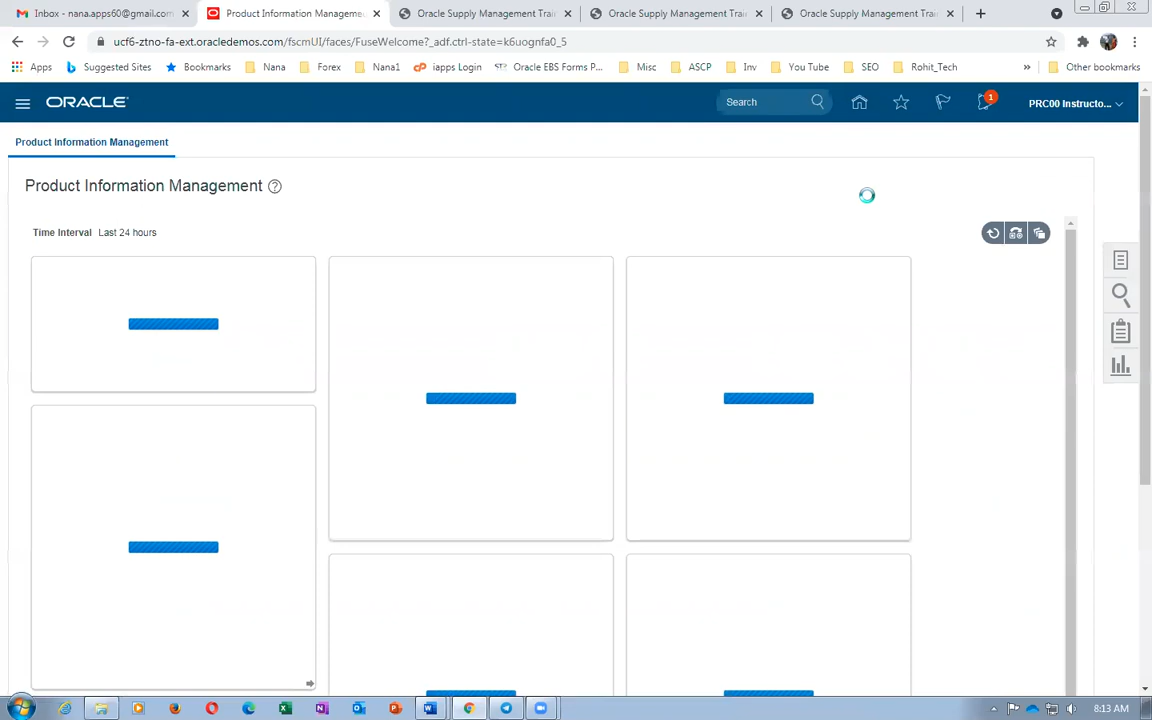 Inbox - nana.apps60@gmail.com
Product Information Manageme
Oracle Supply Management Trai
Oracle Supply Management Trai
Oracle Supply Management Trai
ucf6-ztno-fa-ext.oracledemos.com/fscmUI/faces/FuseWelcome?_adf.ctrl-state=k6uognfa0_5
Apps
Suggested Sites
Bookmarks
Nana
Forex
Nana1
iapps Login
Oracle EBS Forms P...
Misc
ASCP
Inv
You Tube
SEO
Rohit_Tech
»
Other bookmarks
ORACLE
Search
1
PRC00 Instructo...
Product Information Management
Product Information Management
Time Interval Last 24 hours
8:13 AM